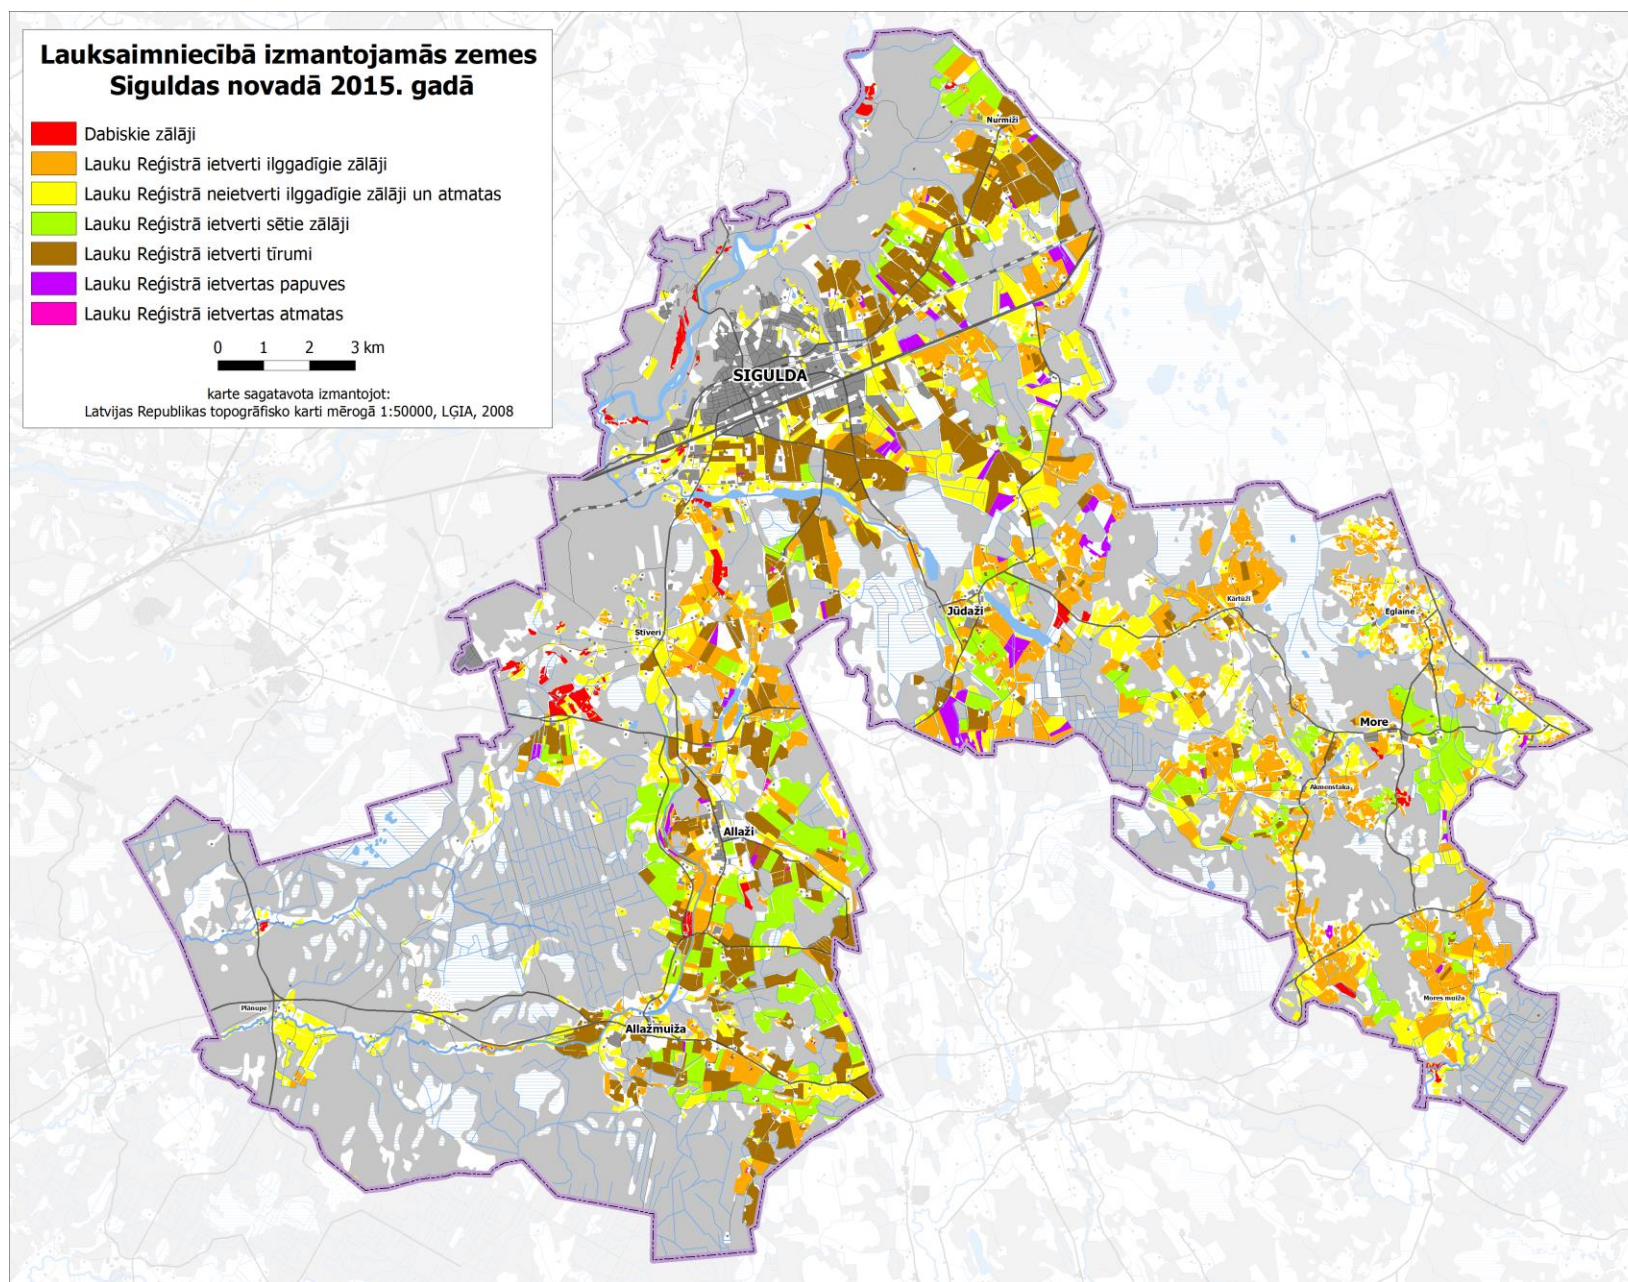 Lauksaimniecībā izmantojamās zemes
Siguldas novadā 2015. gadā
Dabiskie zālāji
Lauku Reģistrā ietverti ilggadīgie zālāji
Lauku Reģistrā neietverti ilggadīgie zālāji un atmatas
Lauku Reģistrā ietverti sētie zālāji
Lauku Reģistrā ietverti tīrumi
Lauku Reģistrā ietvertas papuves
Lauku Reģistrā ietvertas atmatas
0 1 2 3 km
karte sagatavota izmantojot:
Latvijas Republikas topogrāfisko karti mērogā 1:50000, LĢIA, 2008
Nurmiži
SIGULDA
Kārtūži
Jūdaži
Eglaine
Stīveri
More
Akmenstaka
Allaži
Mores muiža
Plānupe
Allažmuiža